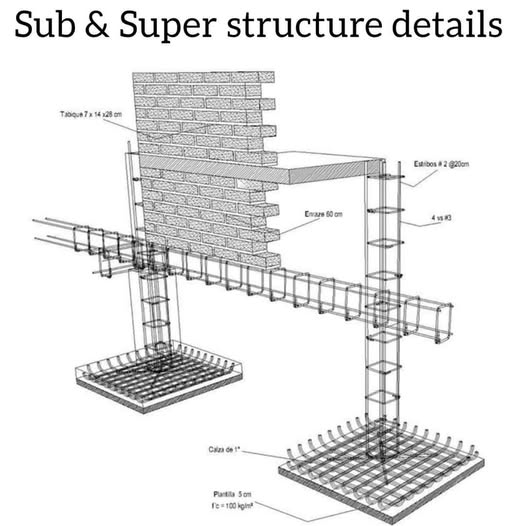 Sub & Super structure details
Tabique 7 x 14 x28 cm
Estribos # 2 @20cm
4 vs #3
Enraze 60 cm
Calza de 1"
Plantilla 5 cm
f'c = 100 kg/m²